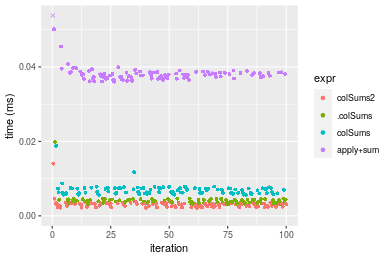 0.04
0.02
0.00
time (ms)
0
25
50
75
100
iteration
expr
colSums2
.colSums
colSums
apply+sum